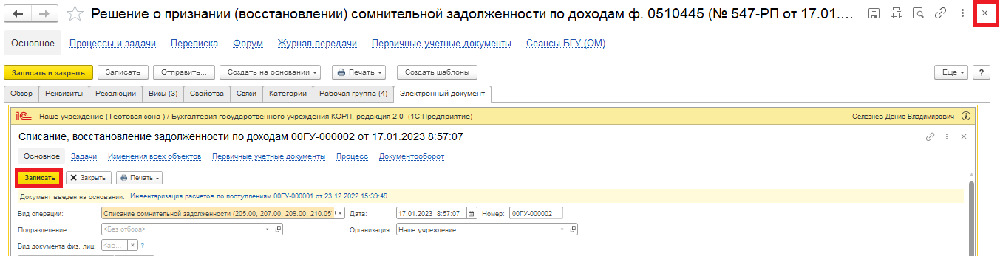 Решение о признании (восстановлении) сомнительной задолженности по доходам ф. 0510445 (№ 547-РП от 17.01....
Основное Процессы и задачи Переписка Форум Журнал передачи Первичные учетные документы Сеансы БГУ (ОМ)
Записать и закрыть Записать Отправить... Создать на основании Печать Создать шаблоны Еще ?
Обзор Реквизиты Резолюции Визы (3) Свойства Связи Категории Рабочая группа (4) Электронный документ
1С Наше учреждение (Тестовая зона ) / Бухгалтерия государственного учреждения КОРП, редакция 2.0 (1С:Предприятие) Селезнев Денис Владимирович
Списание, восстановление задолженности по доходам 00ГУ-000002 от 17.01.2023 8:57:07
Основное Задачи Изменения всех объектов Первичные учетные документы Процесс Документооборот
Записать Закрыть Печать
Документ введен на основании: Инвентаризация расчетов по поступлениям 00ГУ-000001 от 23.12.2022 15:39:49
Вид операции: Списание сомнительной задолженности (205.00, 207.00, 209.00, 210.05 Дата: 17.01.2023 8:57:07 Номер: 00ГУ-000002
Подразделение: <Без отбора> Организация: Наше учреждение
Вид документа физ. лиц: <ав... ?